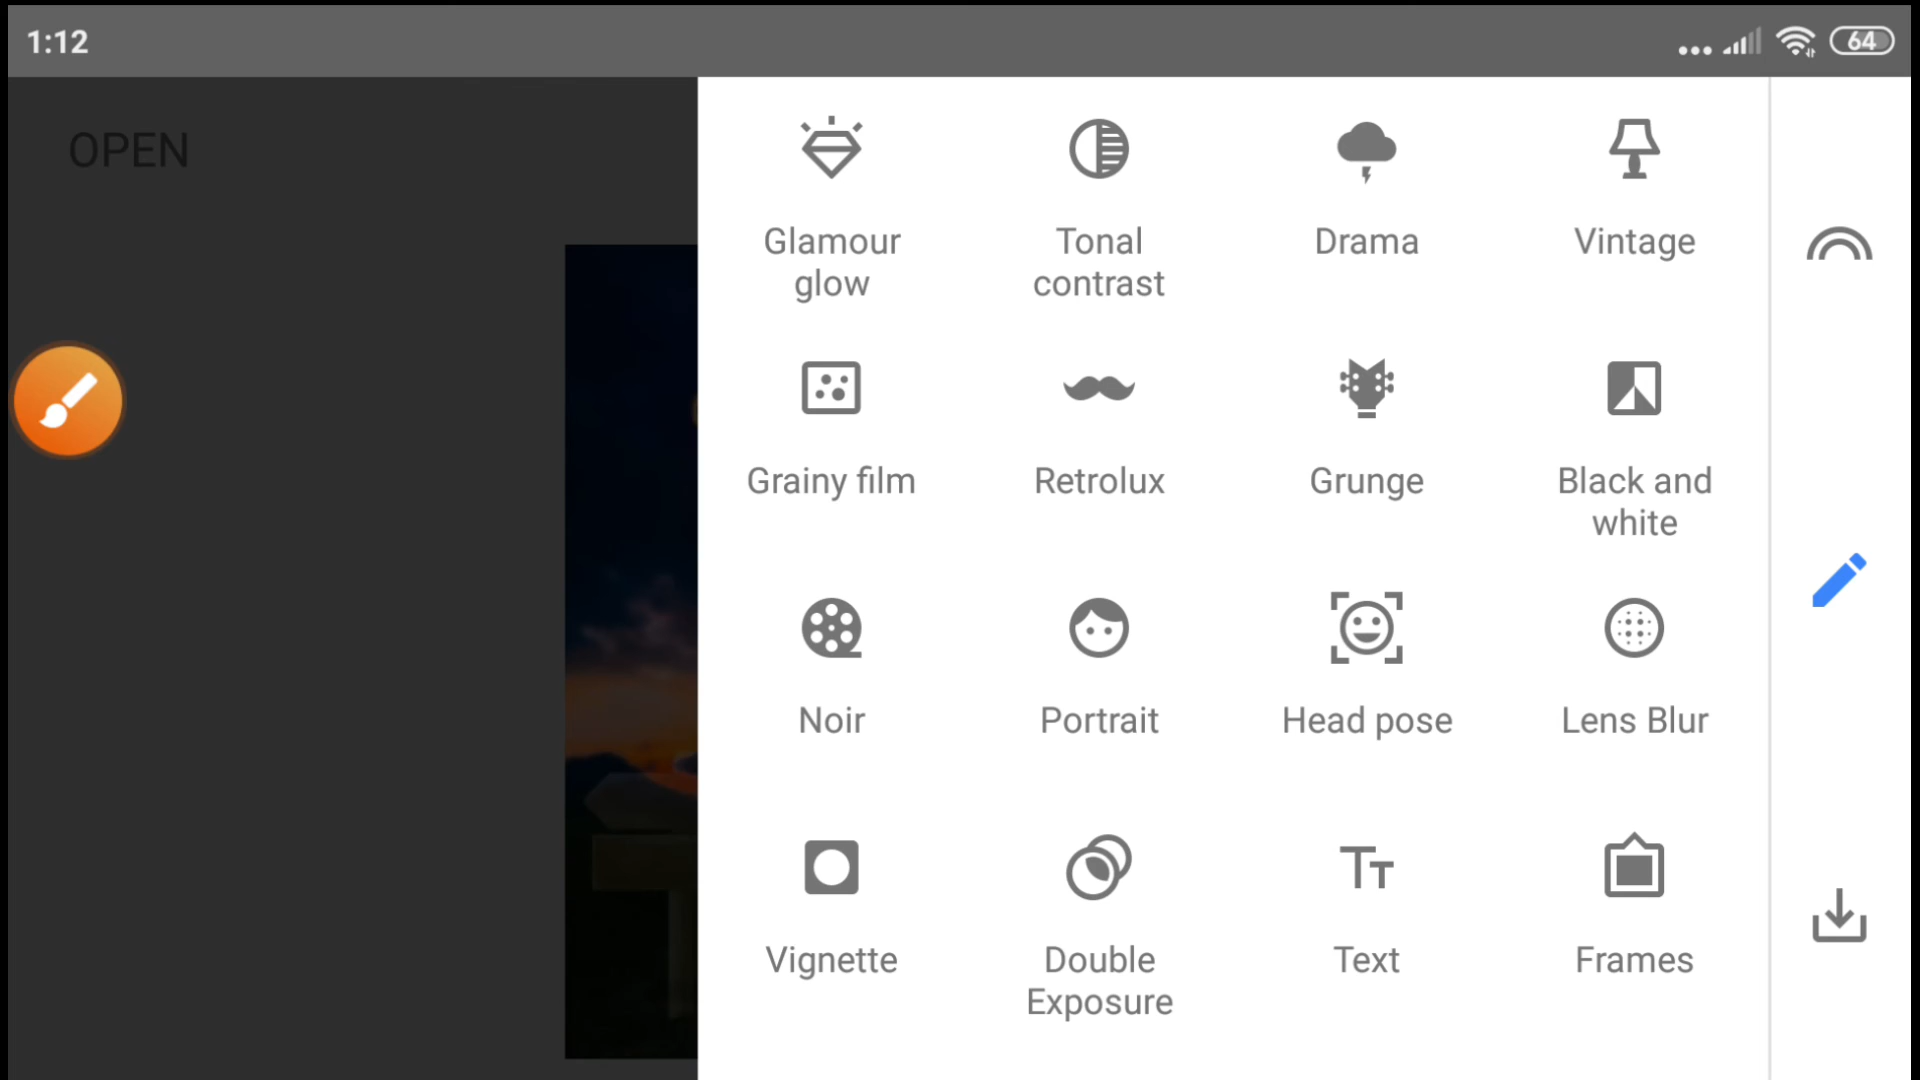 1:12
64
OPEN
Glamour
glow
Tonal
contrast
Drama
Vintage
Grainy film
Retrolux
Grunge
Black and
white
Noir
Portrait
Head pose
Lens Blur
Vignette
Double
Exposure
Text
Frames